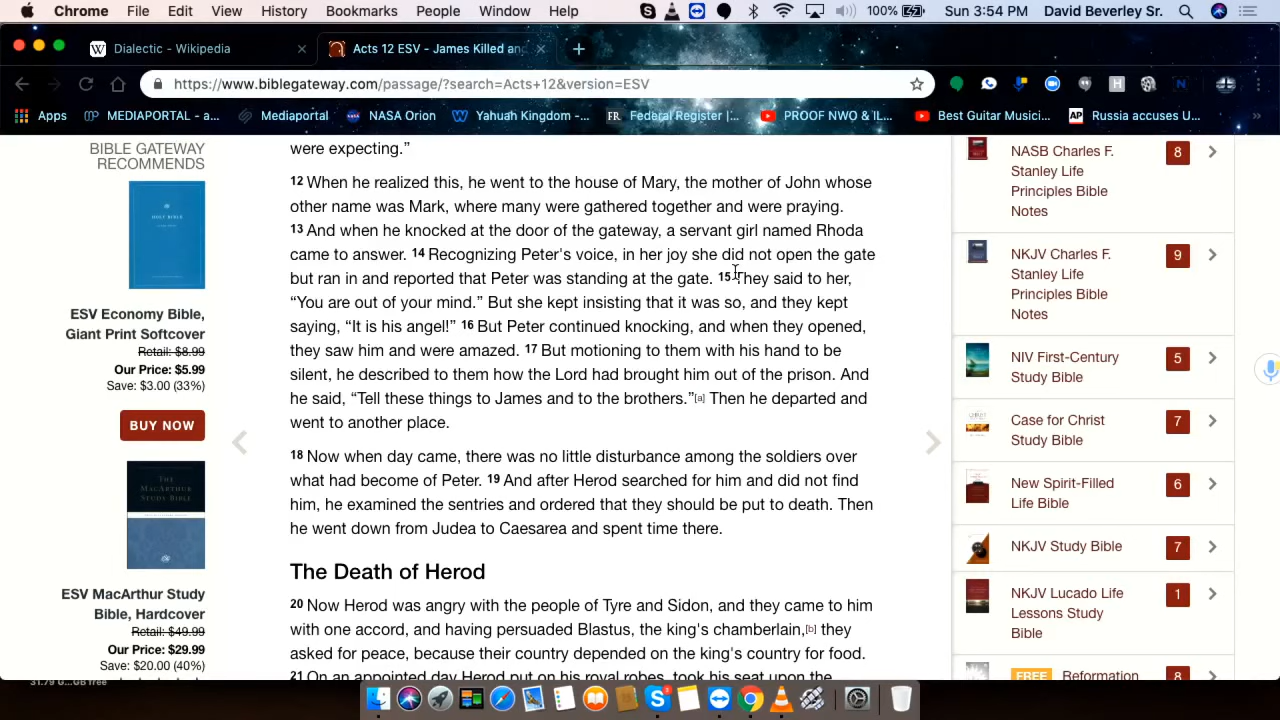 Chrome File Edit View History Bookmarks People Window Help 100% Sun 3:54 PM David Beverley Sr.
Dialectic - Wikipedia
Acts 12 ESV - James Killed and
https://www.biblegateway.com/passage/?search=Acts+12&version=ESV
Apps MEDIAPORTAL - a... Mediaportal NASA Orion Yahuah Kingdom -... Federal Register |... PROOF NWO & IL... Best Guitar Musici... Russia accuses U...
BIBLE GATEWAY
RECOMMENDS
ESV Economy Bible,
Giant Print Softcover
Retail: $8.99
Our Price: $5.99
Save: $3.00 (33%)
BUY NOW
THE
MACARTHUR
STUDY
BIBLE
ESV MacArthur Study
Bible, Hardcover
Retail: $49.99
Our Price: $29.99
Save: $20.00 (40%)
were expecting.”
12 When he realized this, he went to the house of Mary, the mother of John whose
other name was Mark, where many were gathered together and were praying.
13 And when he knocked at the door of the gateway, a servant girl named Rhoda
came to answer. 14 Recognizing Peter's voice, in her joy she did not open the gate
but ran in and reported that Peter was standing at the gate. 15 They said to her,
“You are out of your mind.” But she kept insisting that it was so, and they kept
saying, “It is his angel!” 16 But Peter continued knocking, and when they opened,
they saw him and were amazed. 17 But motioning to them with his hand to be
silent, he described to them how the Lord had brought him out of the prison. And
he said, “Tell these things to James and to the brothers.”[a] Then he departed and
went to another place.
18 Now when day came, there was no little disturbance among the soldiers over
what had become of Peter. 19 And after Herod searched for him and did not find
him, he examined the sentries and ordered that they should be put to death. Then
he went down from Judea to Caesarea and spent time there.
The Death of Herod
20 Now Herod was angry with the people of Tyre and Sidon, and they came to him
with one accord, and having persuaded Blastus, the king's chamberlain,[b] they
asked for peace, because their country depended on the king's country for food.
21 On an appointed day Herod put on his royal robes, took his seat upon the
NASB Charles F. 8
Stanley Life
Principles Bible
Notes
NKJV Charles F. 9
Stanley Life
Principles Bible
Notes
NIV First-Century 5
Study Bible
Case for Christ 7
Study Bible
New Spirit-Filled 6
Life Bible
NKJV Study Bible 7
NKJV Lucado Life 1
Lessons Study
Bible
FREE Reformation 8